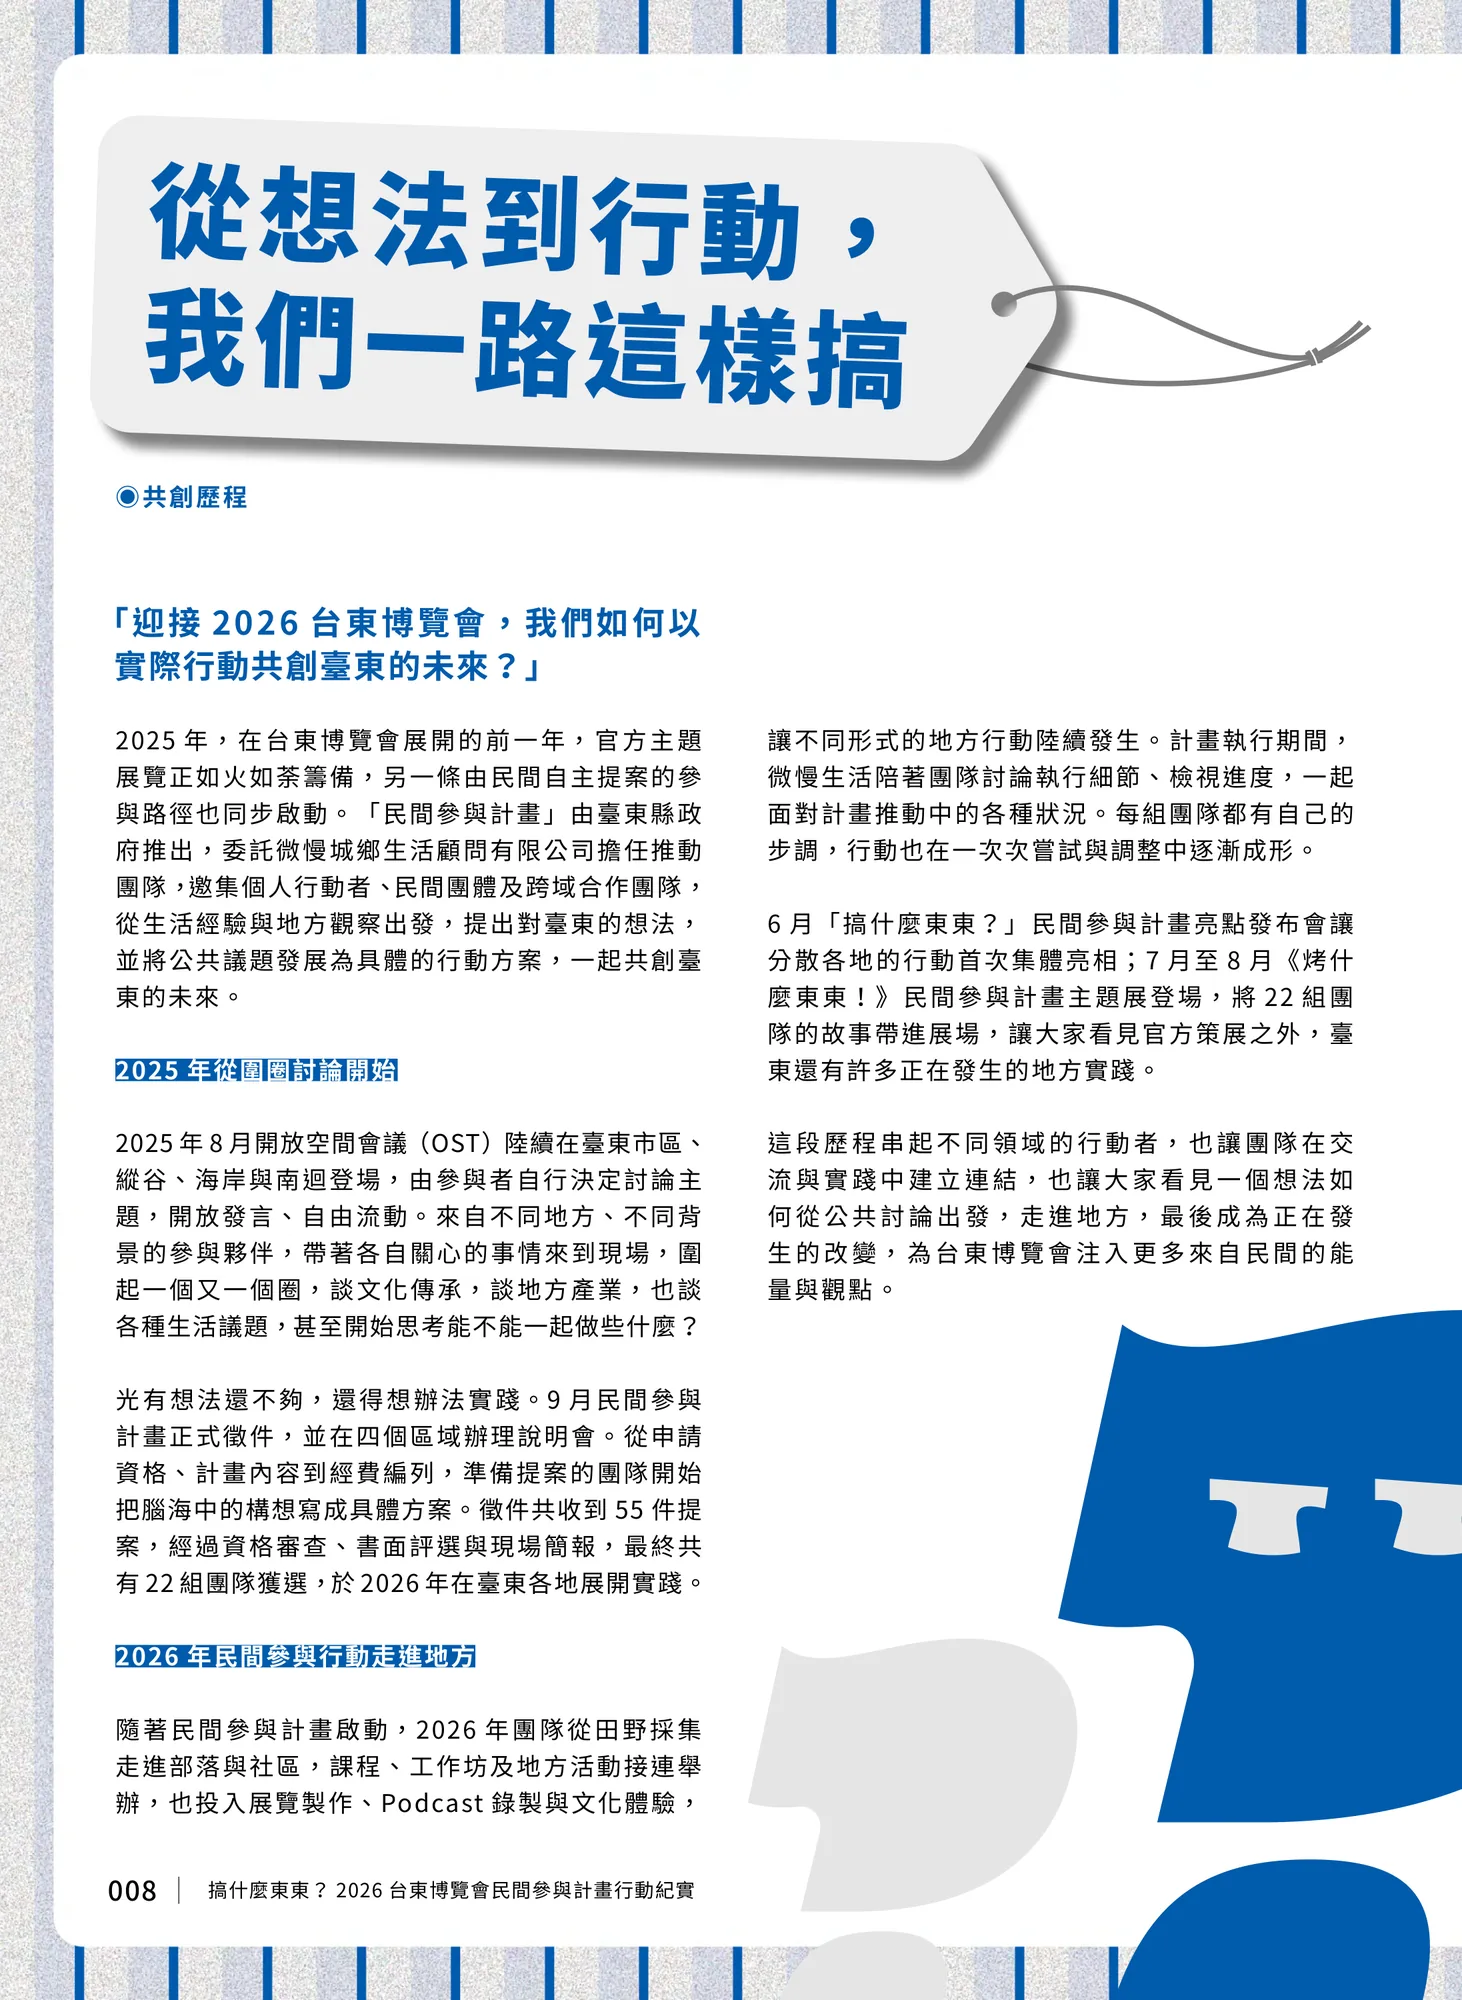 從想法到行動，
我們一路這樣搞
◉共創歷程
「迎接 2026 台東博覽會，我們如何以
實際行動共創臺東的未來？」
2025 年，在台東博覽會展開的前一年，官方主題
展覽正如火如荼籌備，另一條由民間自主提案的參
與路徑也同步啟動。「民間參與計畫」由臺東縣政
府推出，委託微慢城鄉生活顧問有限公司擔任推動
團隊，邀集個人行動者、民間團體及跨域合作團隊，
從生活經驗與地方觀察出發，提出對臺東的想法，
並將公共議題發展為具體的行動方案，一起共創臺
東的未來。
2025 年從圍圈討論開始
2025 年 8 月開放空間會議（OST）陸續在臺東市區、
縱谷、海岸與南迴登場，由參與者自行決定討論主
題，開放發言、自由流動。來自不同地方、不同背
景的參與夥伴，帶著各自關心的事情來到現場，圍
起一個又一個圈，談文化傳承，談地方產業，也談
各種生活議題，甚至開始思考能不能一起做些什麼？
光有想法還不夠，還得想辦法實踐。9 月民間參與
計畫正式徵件，並在四個區域辦理說明會。從申請
資格、計畫內容到經費編列，準備提案的團隊開始
把腦海中的構想寫成具體方案。徵件共收到 55 件提
案，經過資格審查、書面評選與現場簡報，最終共
有 22 組團隊獲選，於 2026 年在臺東各地展開實踐。
2026 年民間參與行動走進地方
隨著民間參與計畫啟動，2026 年團隊從田野採集
走進部落與社區，課程、工作坊及地方活動接連舉
辦，也投入展覽製作、Podcast 錄製與文化體驗，
讓不同形式的地方行動陸續發生。計畫執行期間，
微慢生活陪著團隊討論執行細節、檢視進度，一起
面對計畫推動中的各種狀況。每組團隊都有自己的
步調，行動也在一次次嘗試與調整中逐漸成形。
6 月「搞什麼東東？」民間參與計畫亮點發布會讓
分散各地的行動首次集體亮相；7 月至 8 月《烤什
麼東東！》民間參與計畫主題展登場，將 22 組團
隊的故事帶進展場，讓大家看見官方策展之外，臺
東還有許多正在發生的地方實踐。
這段歷程串起不同領域的行動者，也讓團隊在交
流與實踐中建立連結，也讓大家看見一個想法如
何從公共討論出發，走進地方，最後成為正在發
生的改變，為台東博覽會注入更多來自民間的能
量與觀點。
008 | 搞什麼東東？ 2026 台東博覽會民間參與計畫行動紀實